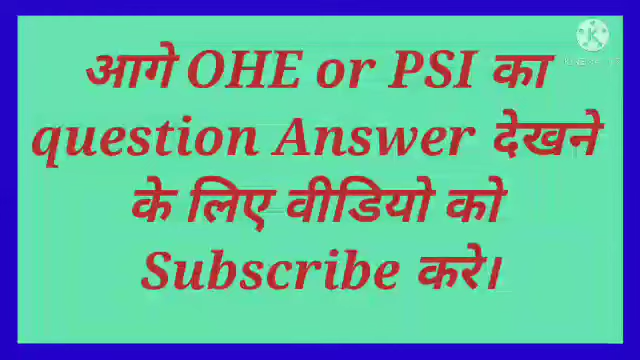 आगे OHE or PSI का
question Answer देखने
के लिए वीडियो को
Subscribe करे।